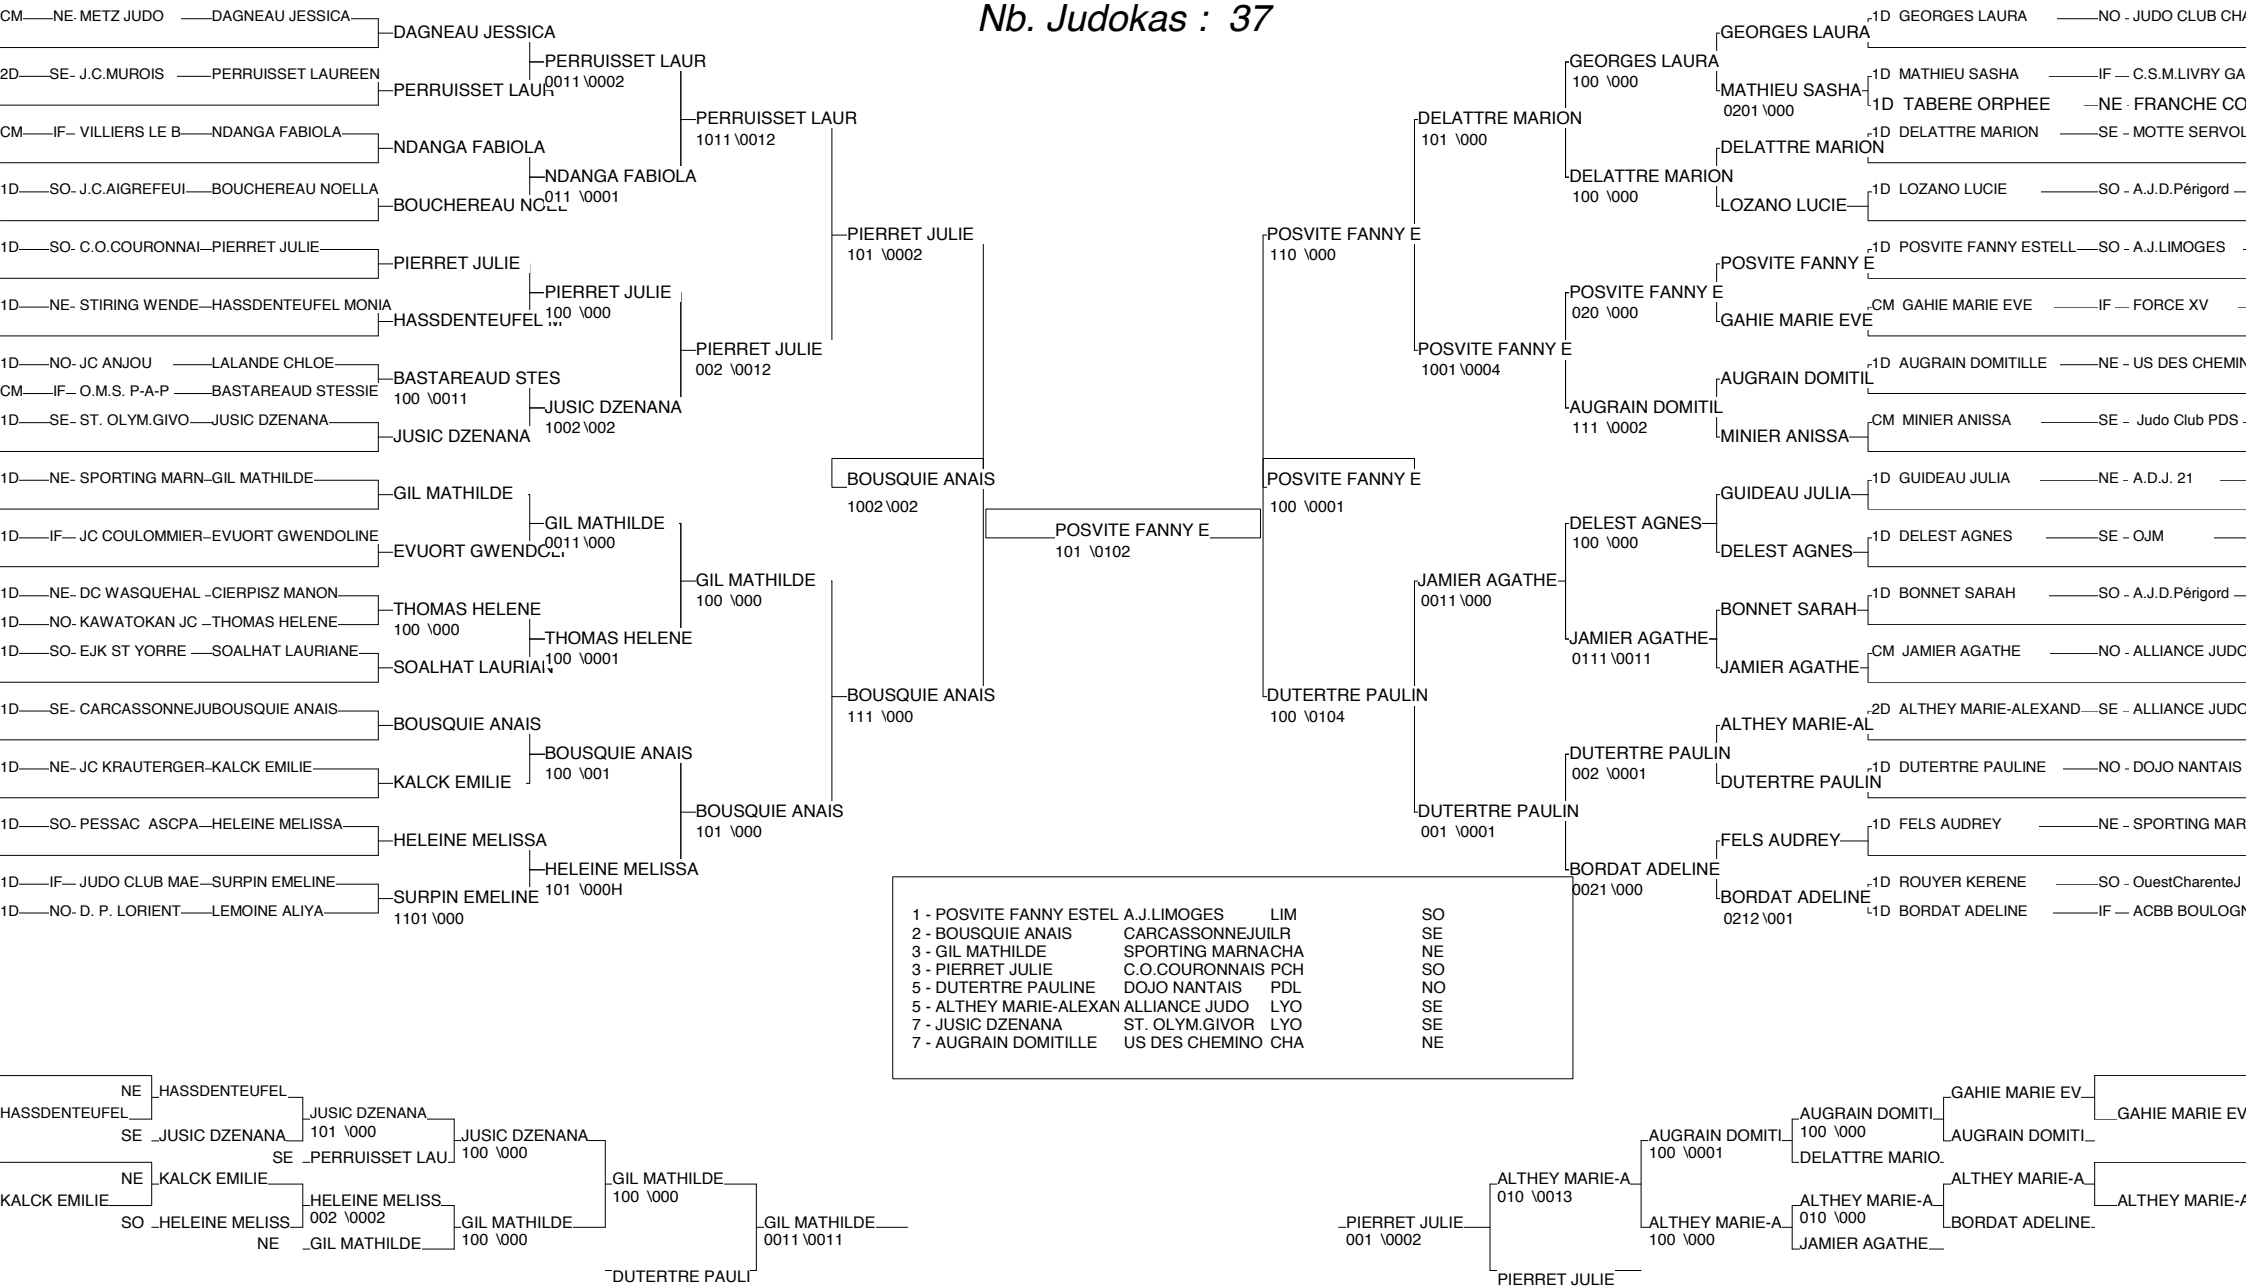 Nb. Judokas : 37
CM NE- METZ JUDO DAGNEAU JESSICA
2D SE- J.C.MUROIS PERRUISSET LAUREEN
CM IF- VILLIERS LE B NDANGA FABIOLA
1D SO- J.C.AIGREFEUI BOUCHEREAU NOELLA
1D SO- C.O.COURONNAI PIERRET JULIE
1D NE- STIRING WENDE HASSDENTEUFEL MONIA
1D NO- JC ANJOU LALANDE CHLOE
CM IF- O.M.S. P-A-P BASTAREAUD STESSIE
1D SE- ST. OLYM.GIVO JUSIC DZENANA
1D NE- SPORTING MARN GIL MATHILDE
1D IF- JC COULOMMIER EVUORT GWENDOLINE
1D NE- DC WASQUEHAL CIERPISZ MANON
1D NO- KAWATOKAN JC THOMAS HELENE
1D SO- EJK ST YORRE SOALHAT LAURIANE
1D SE- CARCASSONNEJU BOUSQUIE ANAIS
1D NE- JC KRAUTERGER KALCK EMILIE
1D SO- PESSAC ASCPA HELEINE MELISSA
1D IF- JUDO CLUB MAE SURPIN EMELINE
1D NO- D. P. LORIENT LEMOINE ALIYA
DAGNEAU JESSICA
PERRUISSET LAUR
NDANGA FABIOLA
BOUCHEREAU NOEL
PIERRET JULIE
HASSDENTEUFEL M
BASTAREAUD STES
100 \0011
JUSIC DZENANA
GIL MATHILDE
EVUORT GWENDOLI
THOMAS HELENE
100 \000
SOALHAT LAURIAN
BOUSQUIE ANAIS
KALCK EMILIE
HELEINE MELISSA
SURPIN EMELINE
1101 \000
PERRUISSET LAUR
0011 \0002
NDANGA FABIOLA
011 \0001
PIERRET JULIE
100 \000
JUSIC DZENANA
1002 \002
GIL MATHILDE
0011 \000
THOMAS HELENE
100 \0001
BOUSQUIE ANAIS
100 \001
HELEINE MELISSA
101 \000H
PERRUISSET LAUR
1011 \0012
PIERRET JULIE
002 \0012
GIL MATHILDE
100 \000
BOUSQUIE ANAIS
101 \000
PIERRET JULIE
101 \0002
BOUSQUIE ANAIS
1002 \002
BOUSQUIE ANAIS
111 \000
POSVITE FANNY E
101 \0102
POSVITE FANNY E
110 \000
POSVITE FANNY E
100 \0001
DUTERTRE PAULIN
100 \0104
DELATTRE MARION
101 \000
POSVITE FANNY E
1001 \0004
JAMIER AGATHE
0011 \000
DUTERTRE PAULIN
001 \0001
GEORGES LAURA
100 \000
DELATTRE MARION
100 \000
POSVITE FANNY E
020 \000
AUGRAIN DOMITIL
111 \0002
DELEST AGNES
100 \000
JAMIER AGATHE
0111 \0011
DUTERTRE PAULIN
002 \0001
BORDAT ADELINE
0021 \000
GEORGES LAURA
MATHIEU SASHA
0201 \000
DELATTRE MARION
LOZANO LUCIE
POSVITE FANNY E
GAHIE MARIE EVE
AUGRAIN DOMITIL
MINIER ANISSA
GUIDEAU JULIA
DELEST AGNES
BONNET SARAH
JAMIER AGATHE
ALTHEY MARIE-AL
DUTERTRE PAULIN
FELS AUDREY
BORDAT ADELINE
0212 \001
1D GEORGES LAURA NO - JUDO CLUB CHA
1D MATHIEU SASHA IF - C.S.M.LIVRY GA
1D TABERE ORPHEE NE - FRANCHE CO
1D DELATTRE MARION SE - MOTTE SERVOL
1D LOZANO LUCIE SO - A.J.D.Périgord
1D POSVITE FANNY ESTELL SO - A.J.LIMOGES
CM GAHIE MARIE EVE IF - FORCE XV
1D AUGRAIN DOMITILLE NE - US DES CHEMIN
CM MINIER ANISSA SE - Judo Club PDS
1D GUIDEAU JULIA NE - A.D.J. 21
1D DELEST AGNES SE - OJM
1D BONNET SARAH SO - A.J.D.Périgord
CM JAMIER AGATHE NO - ALLIANCE JUDO
2D ALTHEY MARIE-ALEXAND SE - ALLIANCE JUDO
1D DUTERTRE PAULINE NO - DOJO NANTAIS
1D FELS AUDREY NE - SPORTING MAR
1D ROUYER KERENE SO - OuestCharenteJ
1D BORDAT ADELINE IF - ACBB BOULOGN
1 - POSVITE FANNY ESTEL A.J.LIMOGES LIM SO
2 - BOUSQUIE ANAIS CARCASSONNEJUI LR SE
3 - GIL MATHILDE SPORTING MARNA CHA NE
3 - PIERRET JULIE C.O.COURONNAIS PCH SO
5 - DUTERTRE PAULINE DOJO NANTAIS PDL NO
5 - ALTHEY MARIE-ALEXAN ALLIANCE JUDO LYO SE
7 - JUSIC DZENANA ST. OLYM.GIVOR LYO SE
7 - AUGRAIN DOMITILLE US DES CHEMINO CHA NE
HASSDENTEUFEL
KALCK EMILIE
NE HASSDENTEUFEL
SE JUSIC DZENANA
NE KALCK EMILIE
SO HELEINE MELISS
JUSIC DZENANA
101 \000
SE PERRUISSET LAU
HELEINE MELISS
002 \0002
NE GIL MATHILDE
JUSIC DZENANA
100 \000
GIL MATHILDE
100 \000
GIL MATHILDE
100 \000
DUTERTRE PAULI
GIL MATHILDE
0011 \0011
PIERRET JULIE
001 \0002
ALTHEY MARIE-A
010 \0013
PIERRET JULIE
AUGRAIN DOMITI
100 \0001
ALTHEY MARIE-A
100 \000
AUGRAIN DOMITI
100 \000
DELATTRE MARIO
ALTHEY MARIE-A
010 \000
JAMIER AGATHE
GAHIE MARIE EV
AUGRAIN DOMITI
ALTHEY MARIE-A
BORDAT ADELINE
GAHIE MARIE EV
ALTHEY MARIE-A